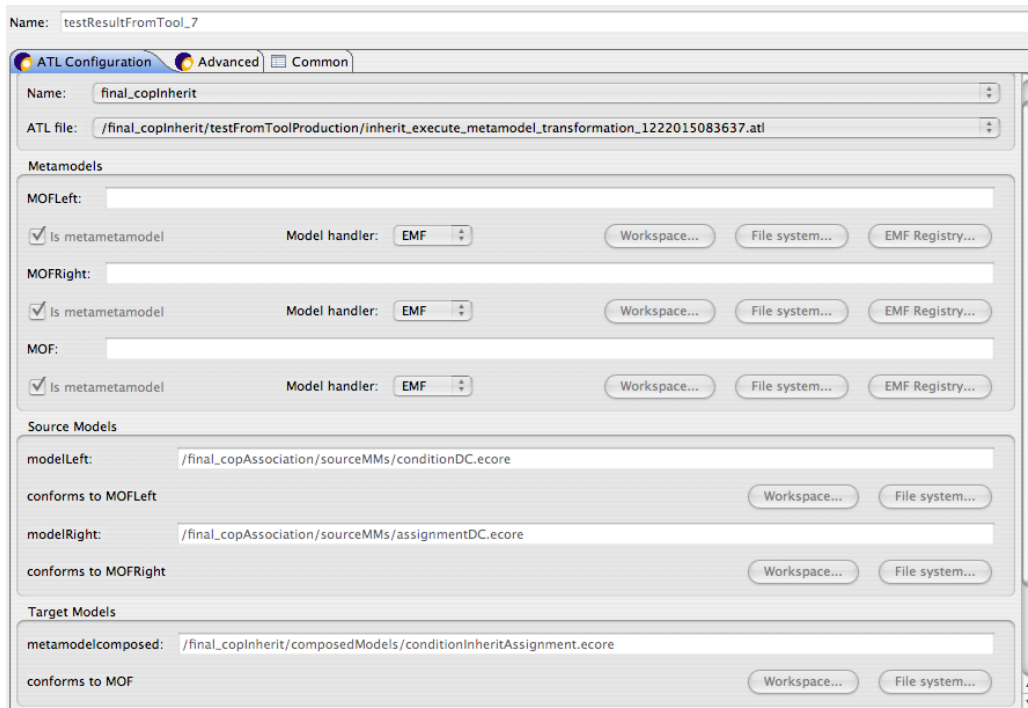 Name: testResultFromTool_7
ATL Configuration Advanced Common
Name: final_copInherit
ATL file: /final_copInherit/testFromToolProduction/inherit_execute_metamodel_transformation_1222015083637.atl
Metamodels
MOFLeft:
Is metametamodel Model handler: EMF Workspace... File system... EMF Registry...
MOFRight:
Is metametamodel Model handler: EMF Workspace... File system... EMF Registry...
MOF:
Is metametamodel Model handler: EMF Workspace... File system... EMF Registry...
Source Models
modelLeft: /final_copAssociation/sourceMMs/conditionDC.ecore
conforms to MOFLeft Workspace... File system...
modelRight: /final_copAssociation/sourceMMs/assignmentDC.ecore
conforms to MOFRight Workspace... File system...
Target Models
metamodelcomposed: /final_copInherit/composedModels/conditionInheritAssignment.ecore
conforms to MOF Workspace... File system...